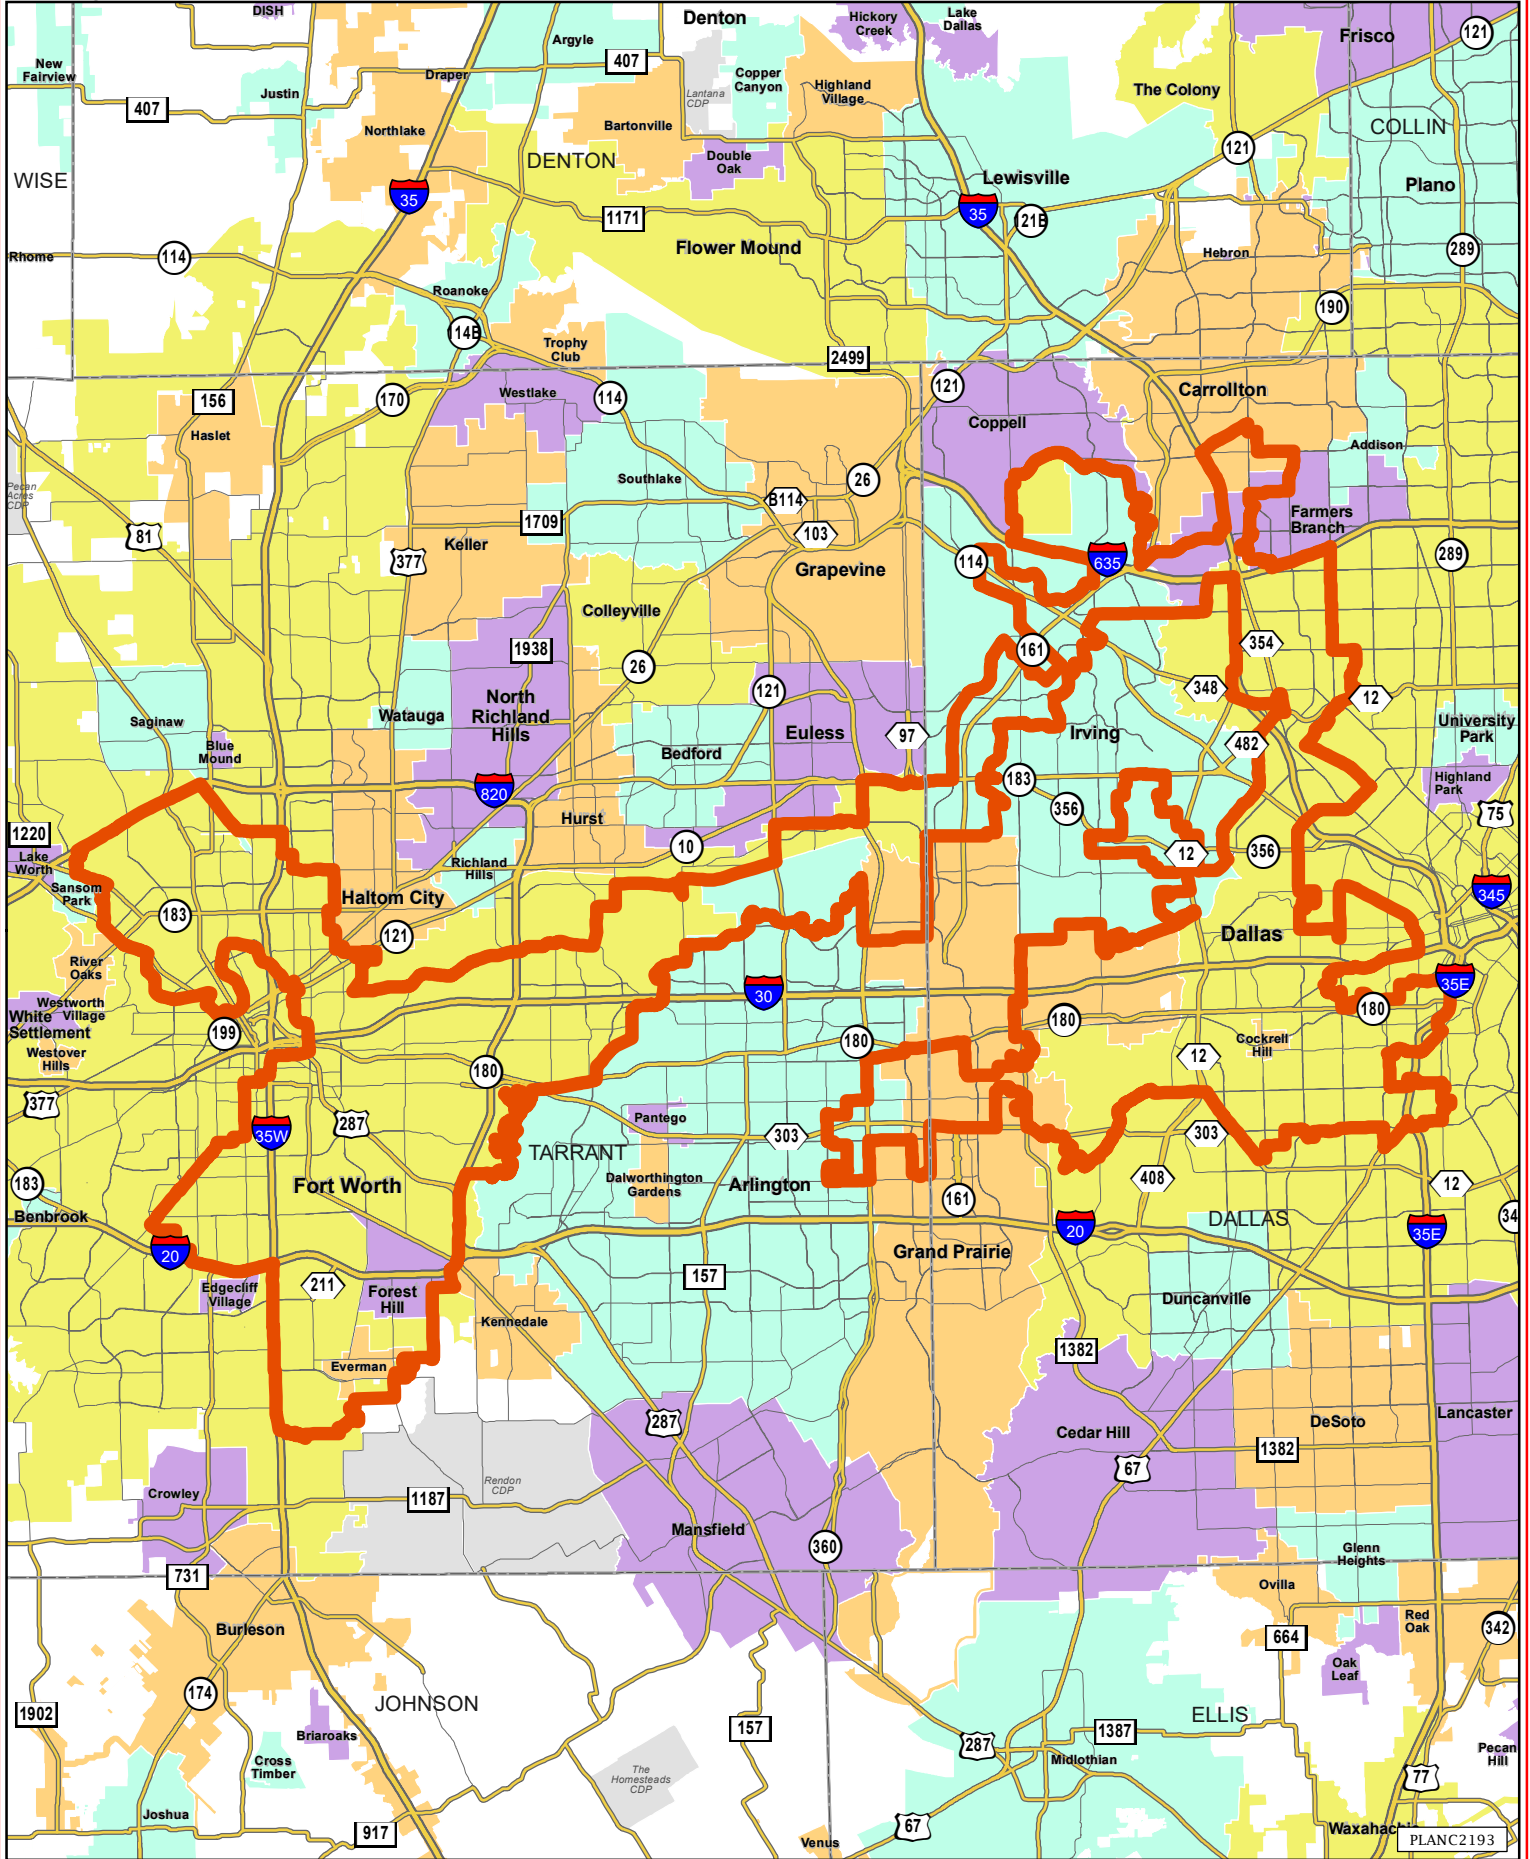 DISH
Denton
Hickory
Creek
Lake
Dallas
Frisco
121
New
Fairview
Argyle
407
Draper
Copper
Canyon
Highland
Village
The Colony
Justin
407
Lantana
CDP
Northlake
Bartonville
COLLIN
121
DENTON
Double
Oak
WISE
Lewisville
Plano
35
35
121B
1171
Flower Mound
Hebron
289
Rhome
114
Roanoke
190
114B
Trophy
Club
2499
121
Westlake
114
Carrollton
156
170
Coppell
Haslet
Addison
Southlake
26
Pecan
Acres
CDP
B114
1709
103
Farmers
Branch
81
Keller
377
Grapevine
114
635
289
Colleyville
1938
161
354
26
North
Richland
Hills
121
348
12
Saginaw
Watauga
Euless
97
Irving
482
University
Park
Blue
Mound
Bedford
183
Highland
Park
820
356
75
Hurst
1220
10
12
356
Lake
Worth
Richland
Hills
Sansom
Park
Haltom City
345
183
121
Dallas
River
Oaks
30
35E
Westworth
Village
White
Settlement
180
180
199
180
Cockrell
Hill
Westover
Hills
12
180
377
287
Pantego
35W
303
303
TARRANT
Dalworthington
Gardens
Arlington
408
183
Fort Worth
12
161
Benbrook
DALLAS
34
20
20
35E
Grand Prairie
211
157
Edgecliff
Village
Forest
Hill
Duncanville
Kennedale
1382
Everman
287
DeSoto
Lancaster
Cedar Hill
1382
67
Rendon
CDP
Crowley
1187
Mansfield
360
Glenn
Heights
731
Ovilla
Burleson
Red
Oak
342
664
Oak
Leaf
174
JOHNSON
1902
ELLIS
Briaroaks
157
1387
287
Pecan
Hill
Cross
Timber
Midlothian
The
Homesteads
CDP
77
Joshua
67
917
Venus
PLANC2193